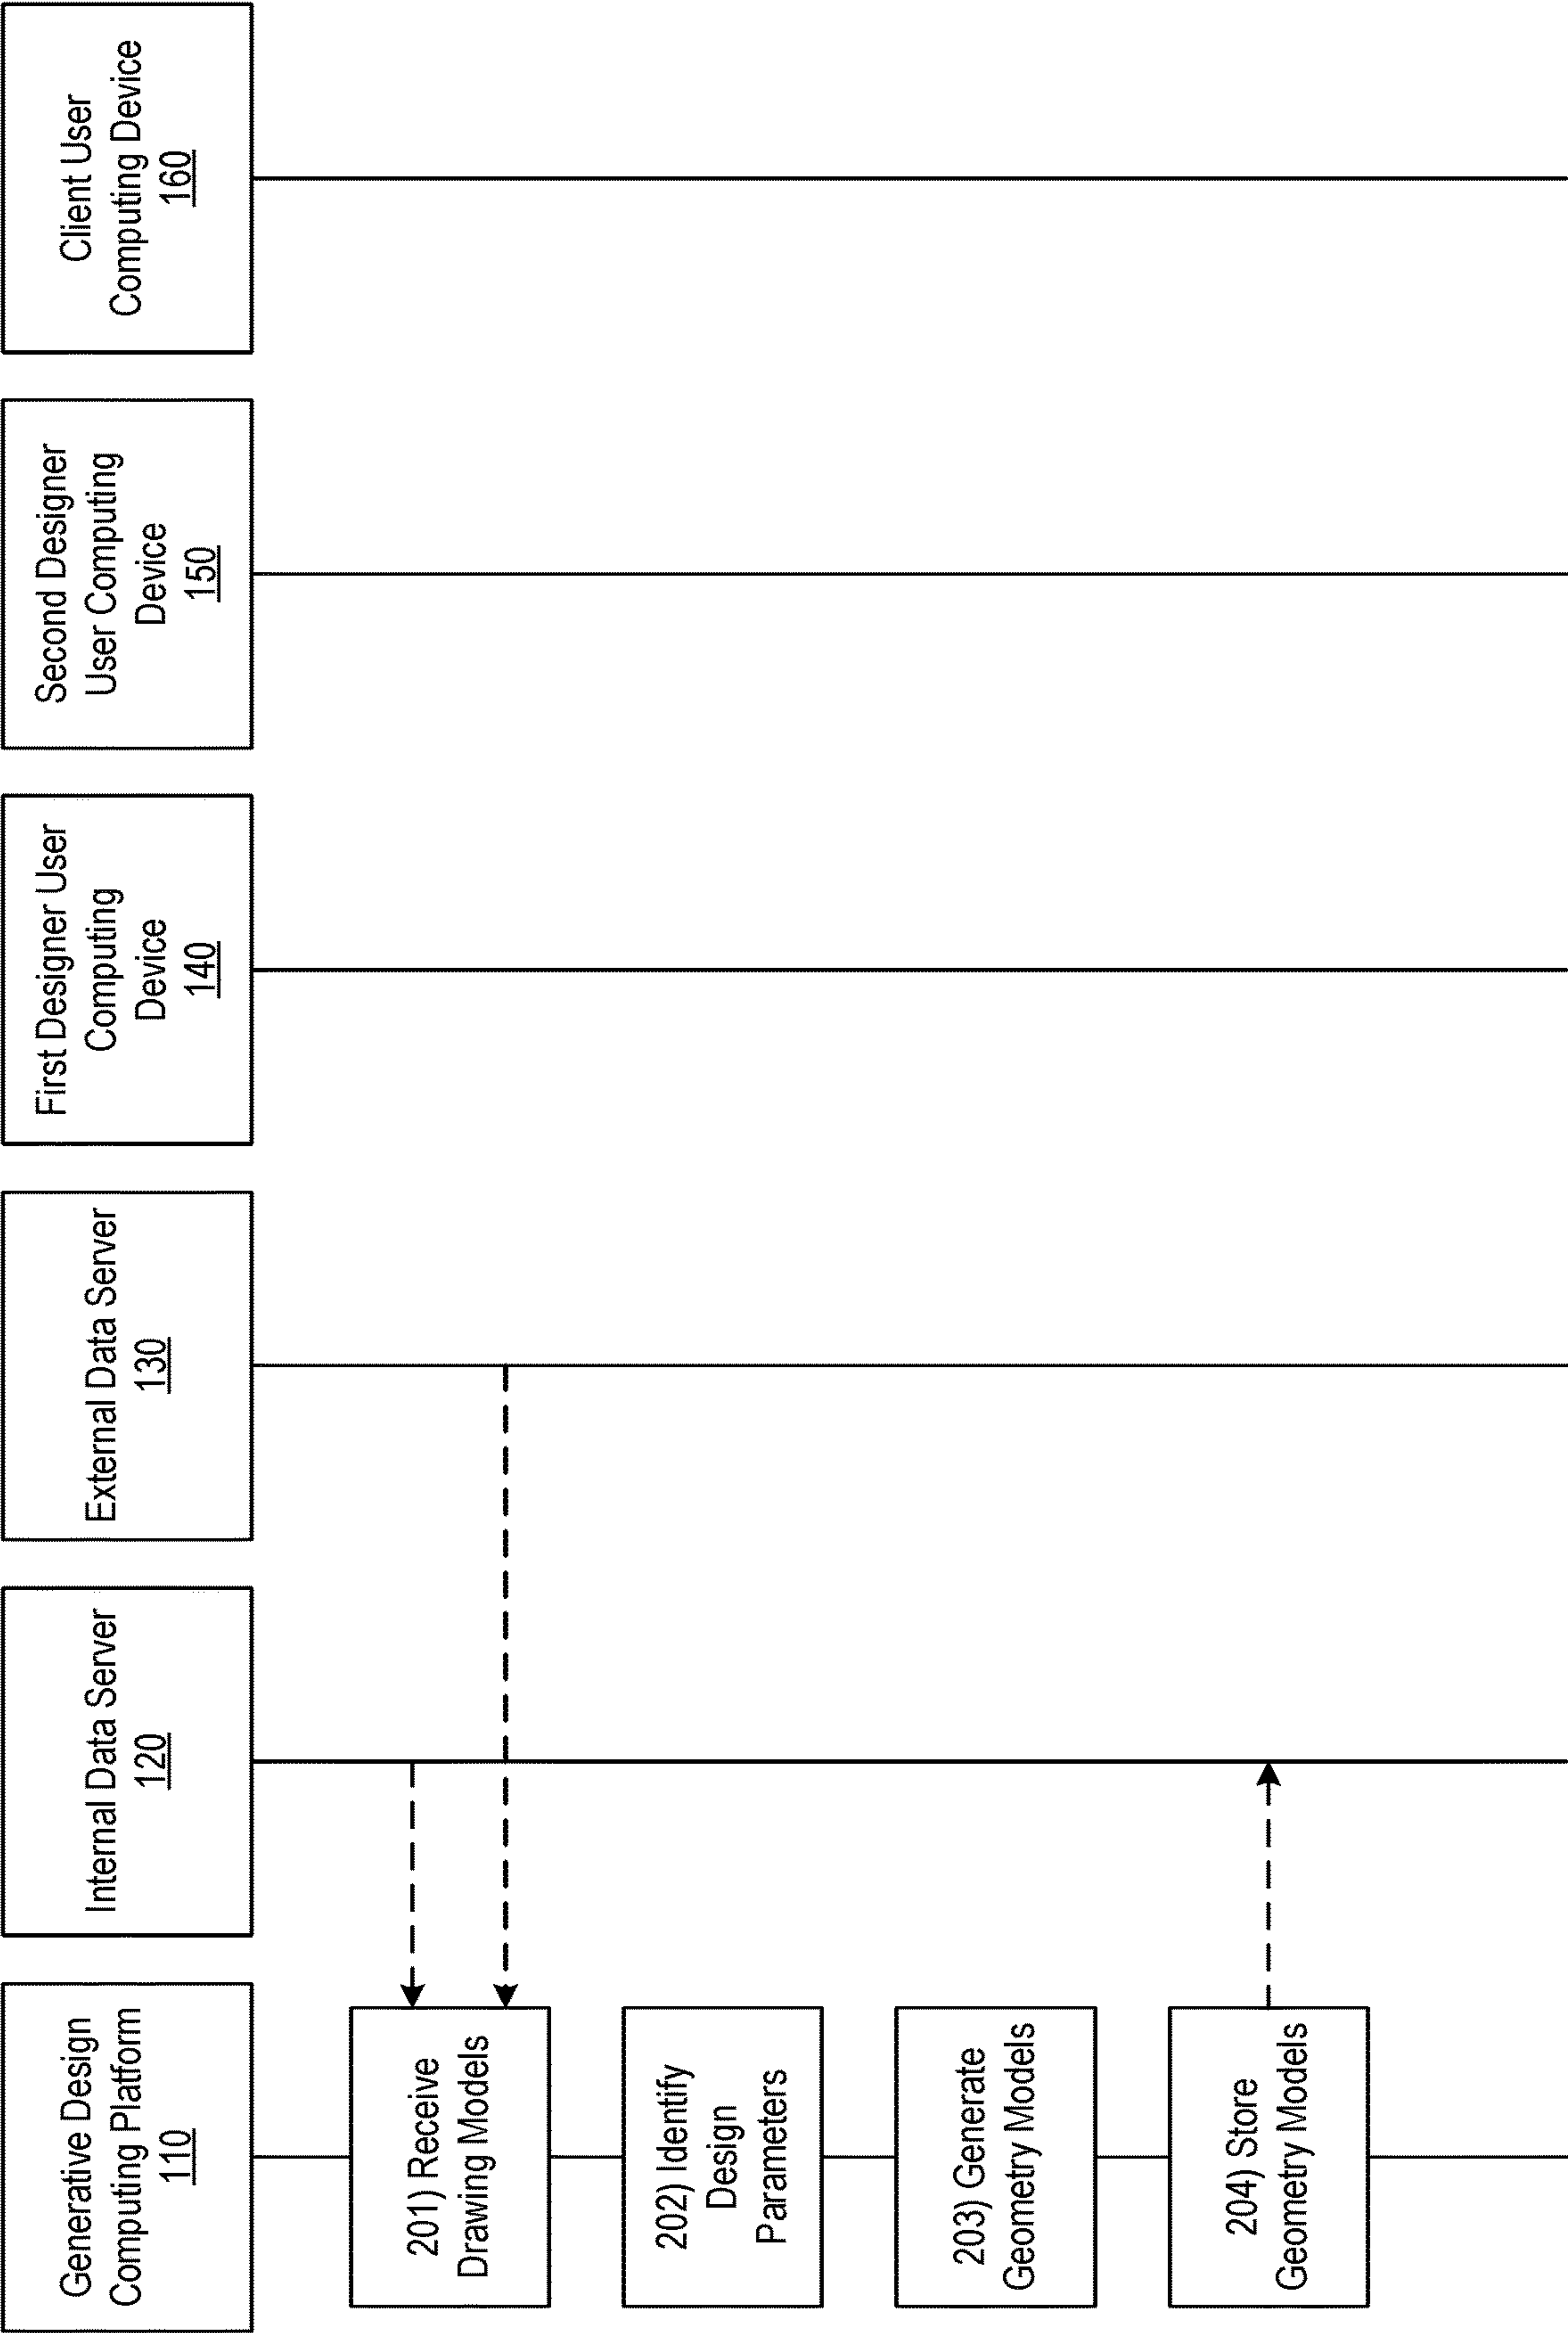 Generative Design
Computing Platform
110
Internal Data Server
120
External Data Server
130
First Designer User
Computing
Device
140
Second Designer
User Computing
Device
150
Client User
Computing Device
160
201) Receive
Drawing Models
202) Identify
Design
Parameters
203) Generate
Geometry Models
204) Store
Geometry Models